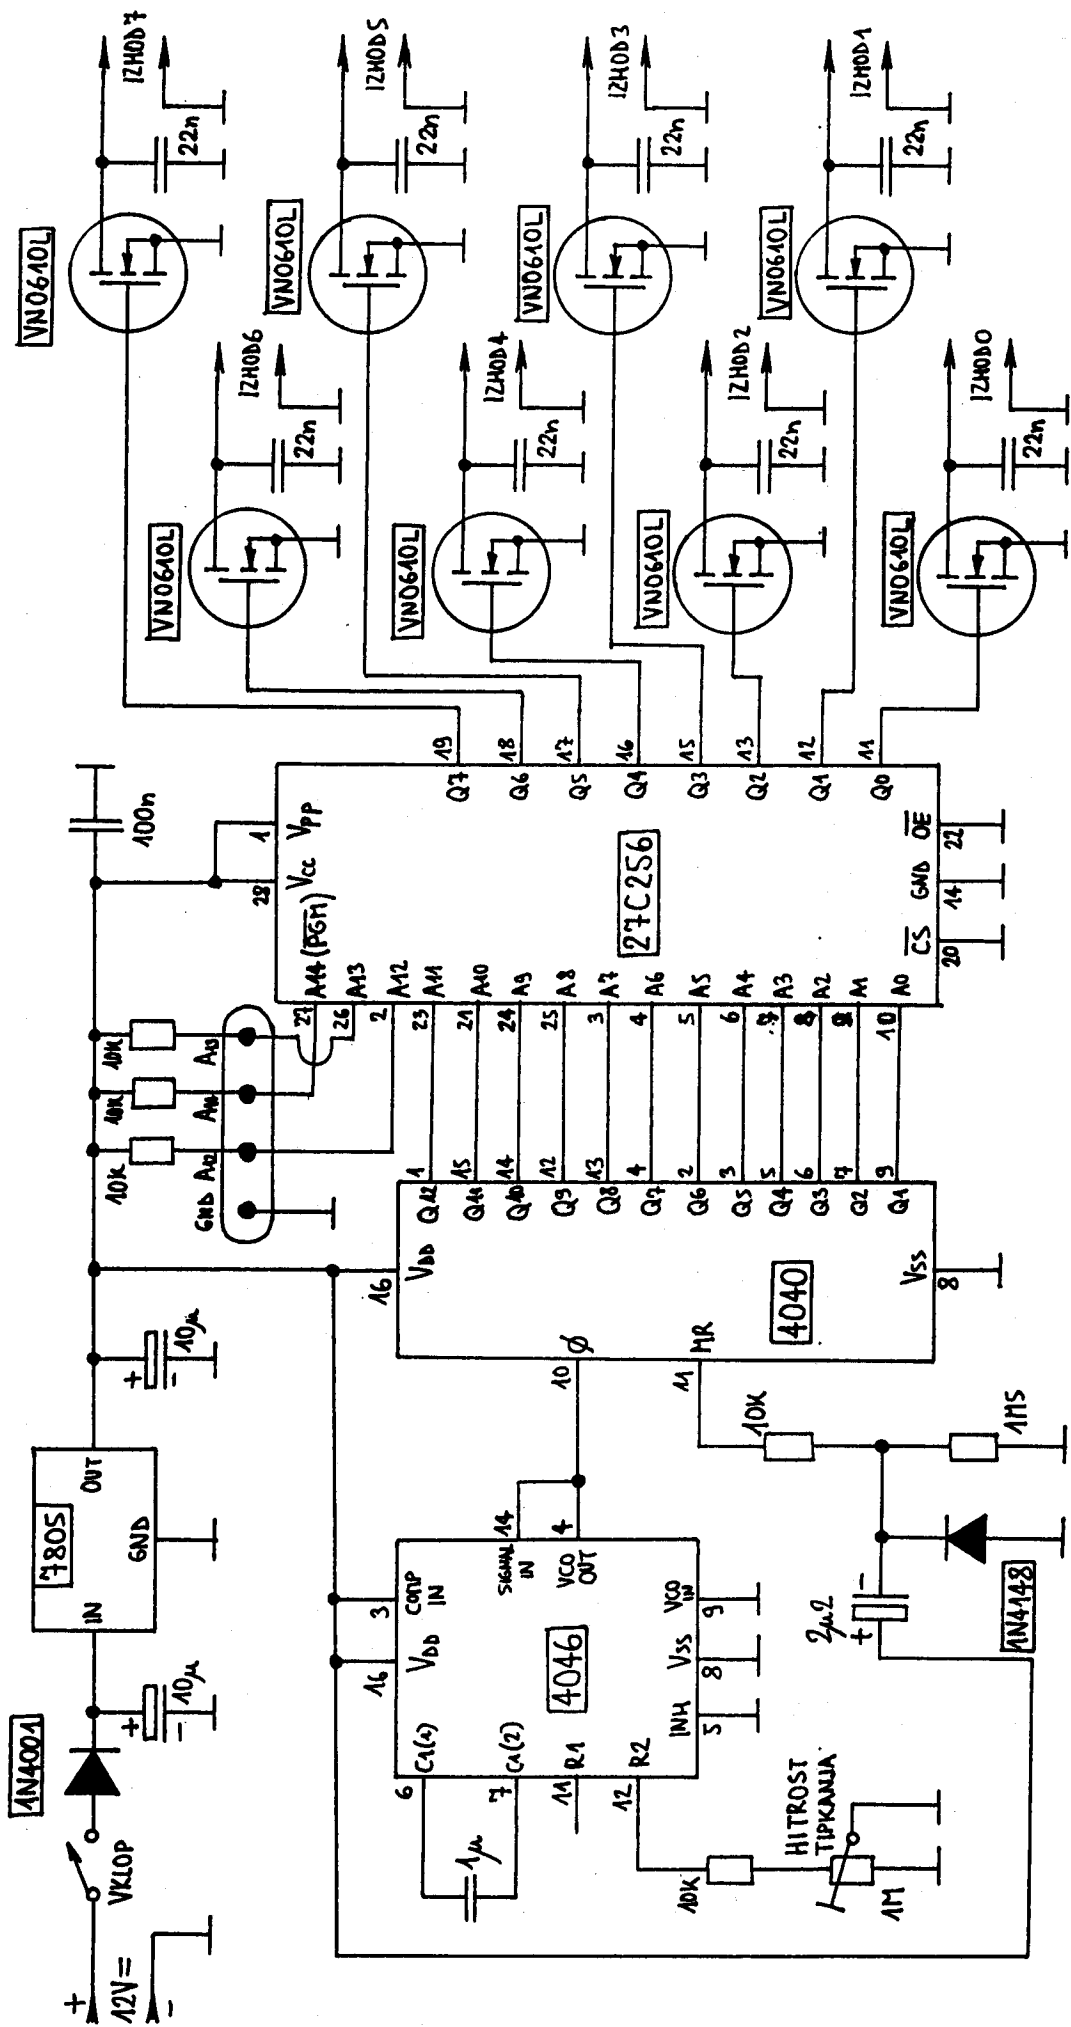 +
12V=
-
VKLOP
1N4001
+
-
10µ
IN
7805
OUT
GND
+
-
10µ
10K
10K
10K
GND
A12
A14
A13
100n
6
C1(1)
7
C1(2)
1µ
11
R1
12
R2
16
VDD
3
COMP
IN
4046
14
SIGNAL
IN
4
VCO
OUT
5
INH
8
VSS
9
VCO
IN
10K
HITROST
TIPKANJA
1M
2µ2
+
-
1N4148
10K
1M5
16
VDD
10
Ø
11
MR
4040
8
VSS
Q12
1
Q11
15
Q10
14
Q9
12
Q8
13
Q7
4
Q6
2
Q5
3
Q4
5
Q3
6
Q2
7
Q1
9
27
A14(PGM)
26
A13
2
A12
23
A11
21
A10
24
A9
25
A8
3
A7
4
A6
5
A5
6
A4
7
A3
8
A2
9
A1
10
A0
28
Vcc
1
VPP
27C256
20
CS
14
GND
22
OE
Q7
19
Q6
18
Q5
17
Q4
16
Q3
15
Q2
13
Q1
12
Q0
11
VN0610L
22n
IZHOD7
VN0610L
22n
IZHOD6
VN0610L
22n
IZHOD5
VN0610L
22n
IZHOD4
VN0610L
22n
IZHOD3
VN0610L
22n
IZHOD2
VN0610L
22n
IZHOD1
VN0610L
22n
IZHOD0